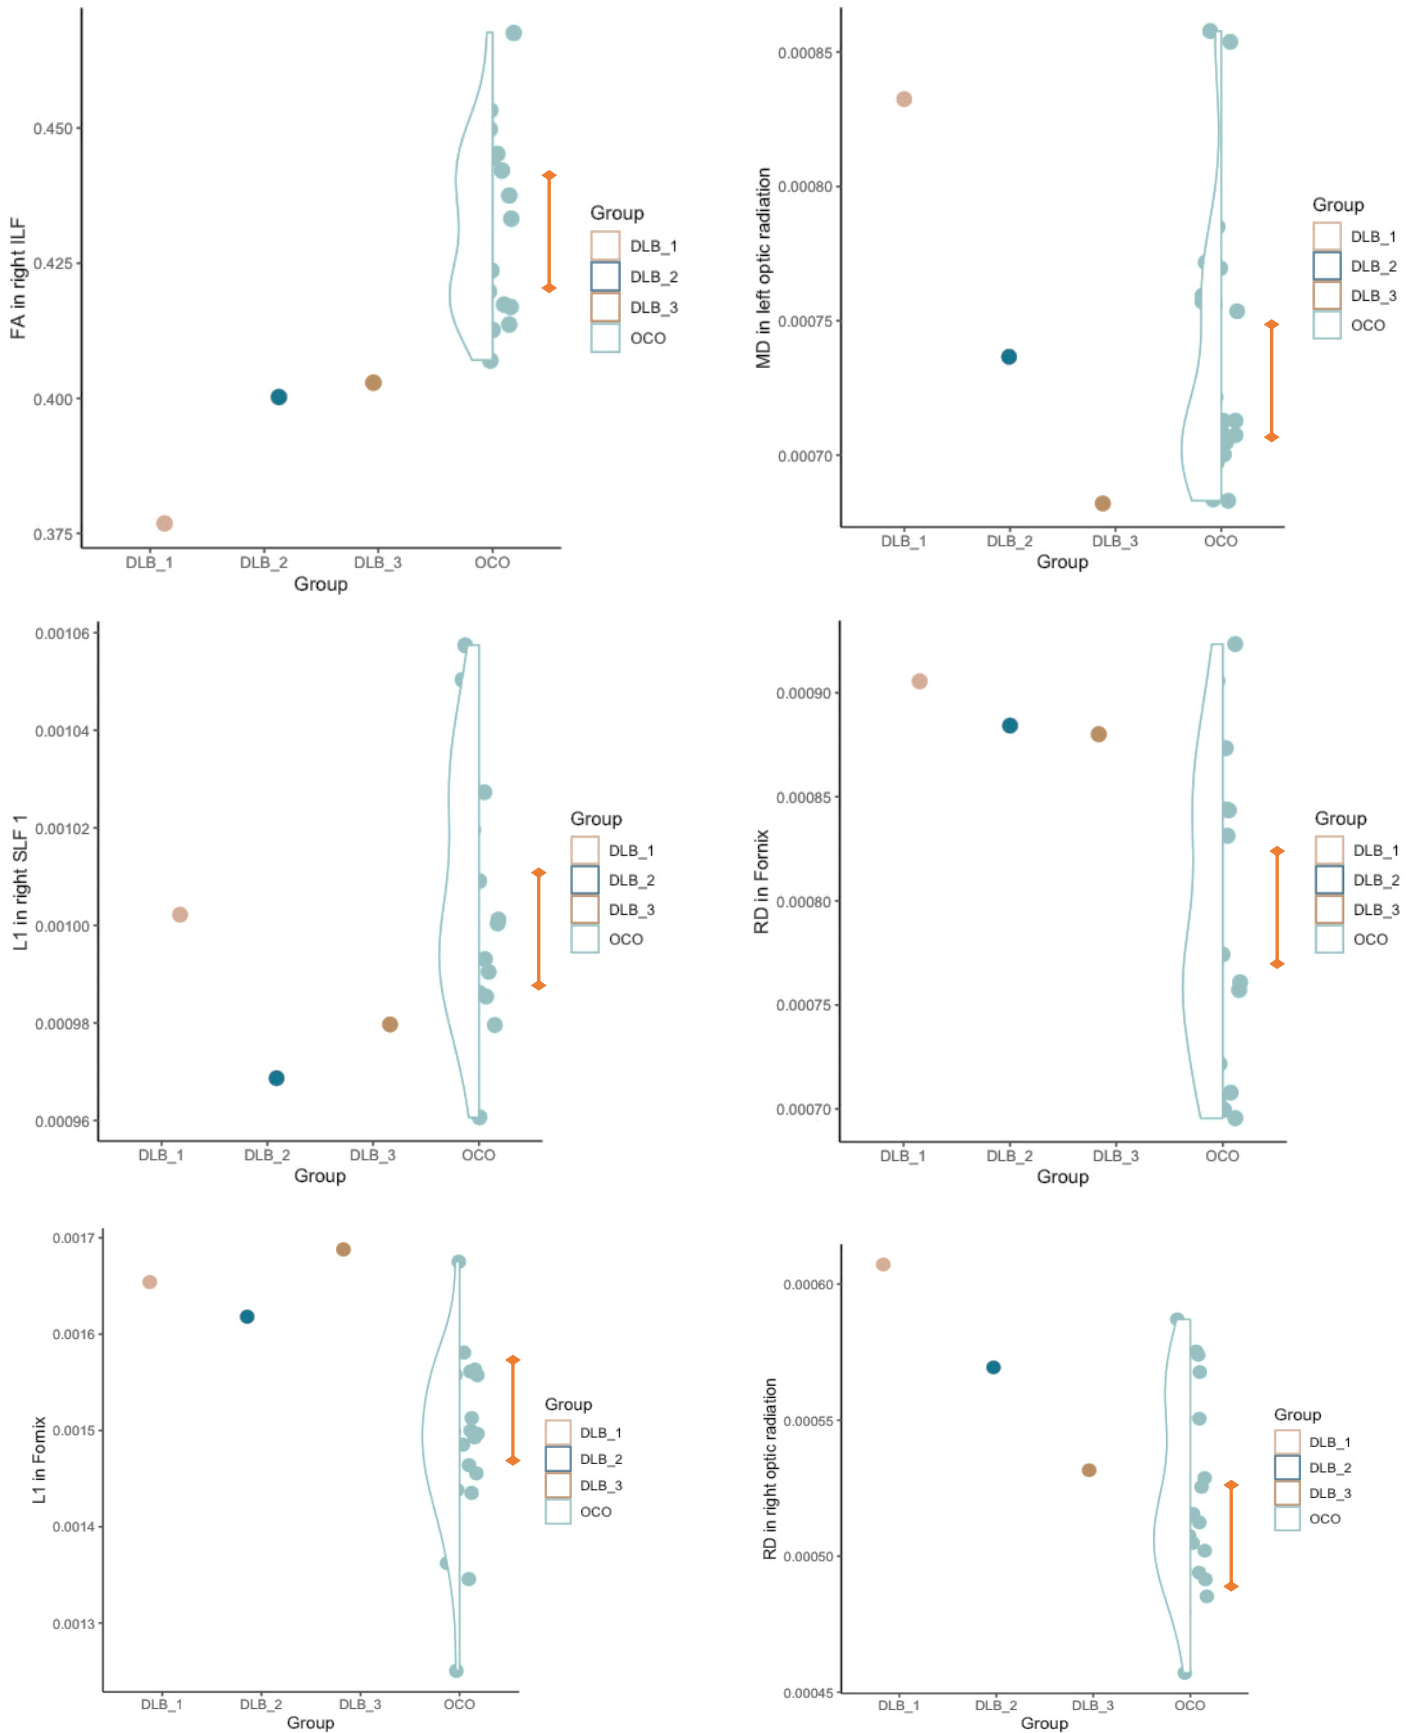 FA in right ILF
0.450
0.425
0.400
0.375
DLB_1 DLB_2 DLB_3 OCO
Group
Group
DLB_1
DLB_2
DLB_3
OCO
MD in left optic radiation
0.00085
0.00080
0.00075
0.00070
DLB_1 DLB_2 DLB_3 OCO
Group
Group
DLB_1
DLB_2
DLB_3
OCO
L1 in right SLF 1
0.00106
0.00104
0.00102
0.00100
0.00098
0.00096
DLB_1 DLB_2 DLB_3 OCO
Group
Group
DLB_1
DLB_2
DLB_3
OCO
RD in Fornix
0.00090
0.00085
0.00080
0.00075
0.00070
DLB_1 DLB_2 DLB_3 OCO
Group
Group
DLB_1
DLB_2
DLB_3
OCO
L1 in Fornix
0.0017
0.0016
0.0015
0.0014
0.0013
DLB_1 DLB_2 DLB_3 OCO
Group
Group
DLB_1
DLB_2
DLB_3
OCO
RD in right optic radiation
0.00060
0.00055
0.00050
0.00045
DLB_1 DLB_2 DLB_3 OCO
Group
Group
DLB_1
DLB_2
DLB_3
OCO